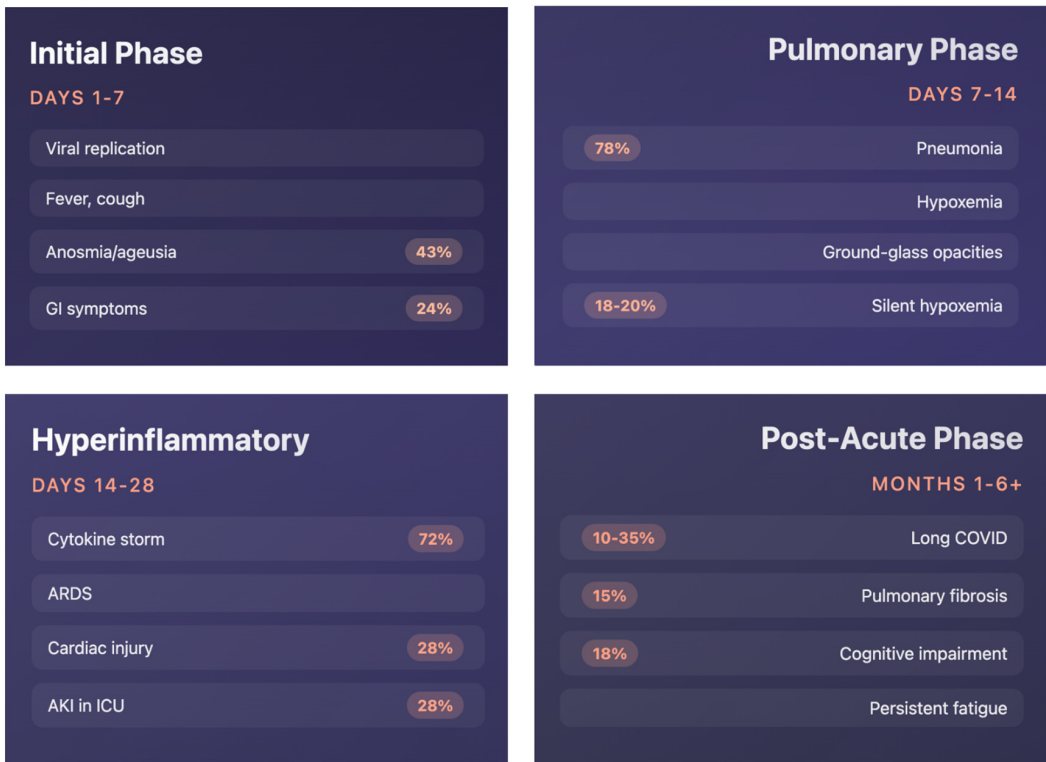 Initial Phase
DAYS 1-7
Viral replication
Fever, cough
Anosmia/ageusia 43%
GI symptoms 24%
Pulmonary Phase
DAYS 7-14
78% Pneumonia
Hypoxemia
Ground-glass opacities
18-20% Silent hypoxemia
Hyperinflammatory
DAYS 14-28
Cytokine storm 72%
ARDS
Cardiac injury 28%
AKI in ICU 28%
Post-Acute Phase
MONTHS 1-6+
10-35% Long COVID
15% Pulmonary fibrosis
18% Cognitive impairment
Persistent fatigue